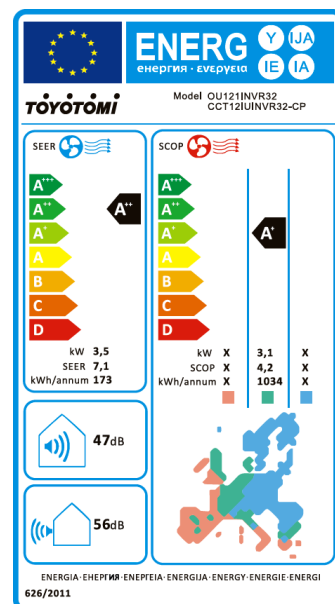 ENERG Y IJA
енергия · ενεργεια IE IA
TOYOTOMI
Model OU121INVR32
CCT12IUINVR32-CP
SEER
A+++
A++
A+
A
B
C
D
A++
kW 3,5
SEER 7,1
kWh/annum 173
SCOP
A+++
A++
A+
A
B
C
D
A+
kW X 3,1 X
SCOP X 4,2 X
kWh/annum X 1034 X
47dB
56dB
ENERGIA·ЕНЕРГИЯ·ΕΝΕΡΓΕΙΑ·ENERGIJA·ENERGY·ENERGIE·ENERGI
626/2011